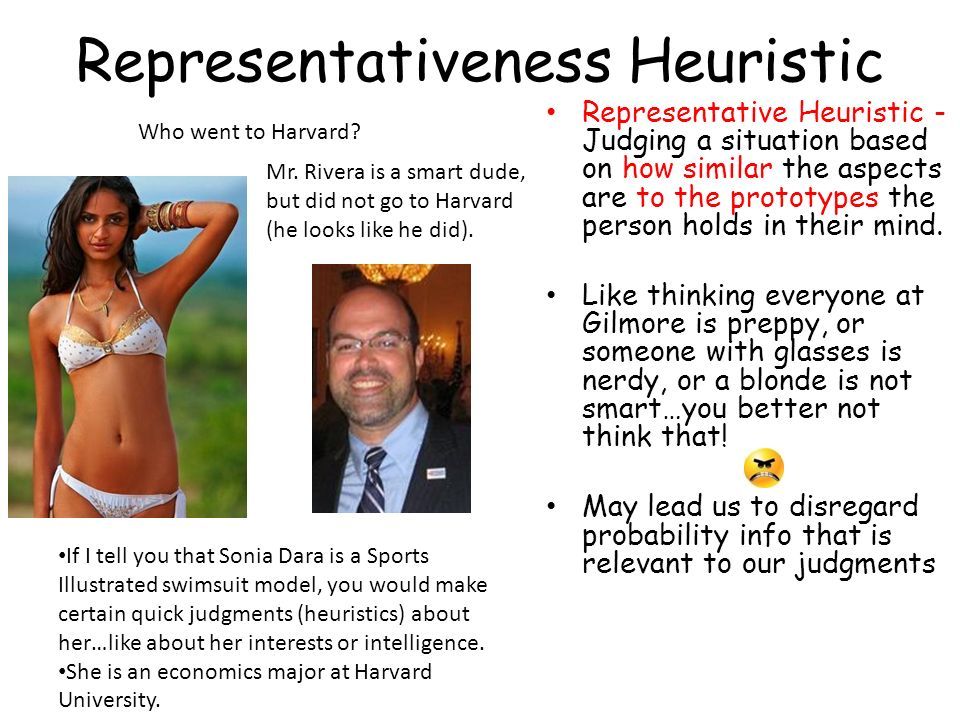 Representativeness Heuristic
Who went to Harvard?
Mr. Rivera is a smart dude,
but did not go to Harvard
(he looks like he did).
•If I tell you that Sonia Dara is a Sports
Illustrated swimsuit model, you would make
certain quick judgments (heuristics) about
her…like about her interests or intelligence.
•She is an economics major at Harvard
University.
• Representative Heuristic -
Judging a situation based
on how similar the aspects
are to the prototypes the
person holds in their mind.
• Like thinking everyone at
Gilmore is preppy, or
someone with glasses is
nerdy, or a blonde is not
smart…you better not
think that!
• May lead us to disregard
probability info that is
relevant to our judgments